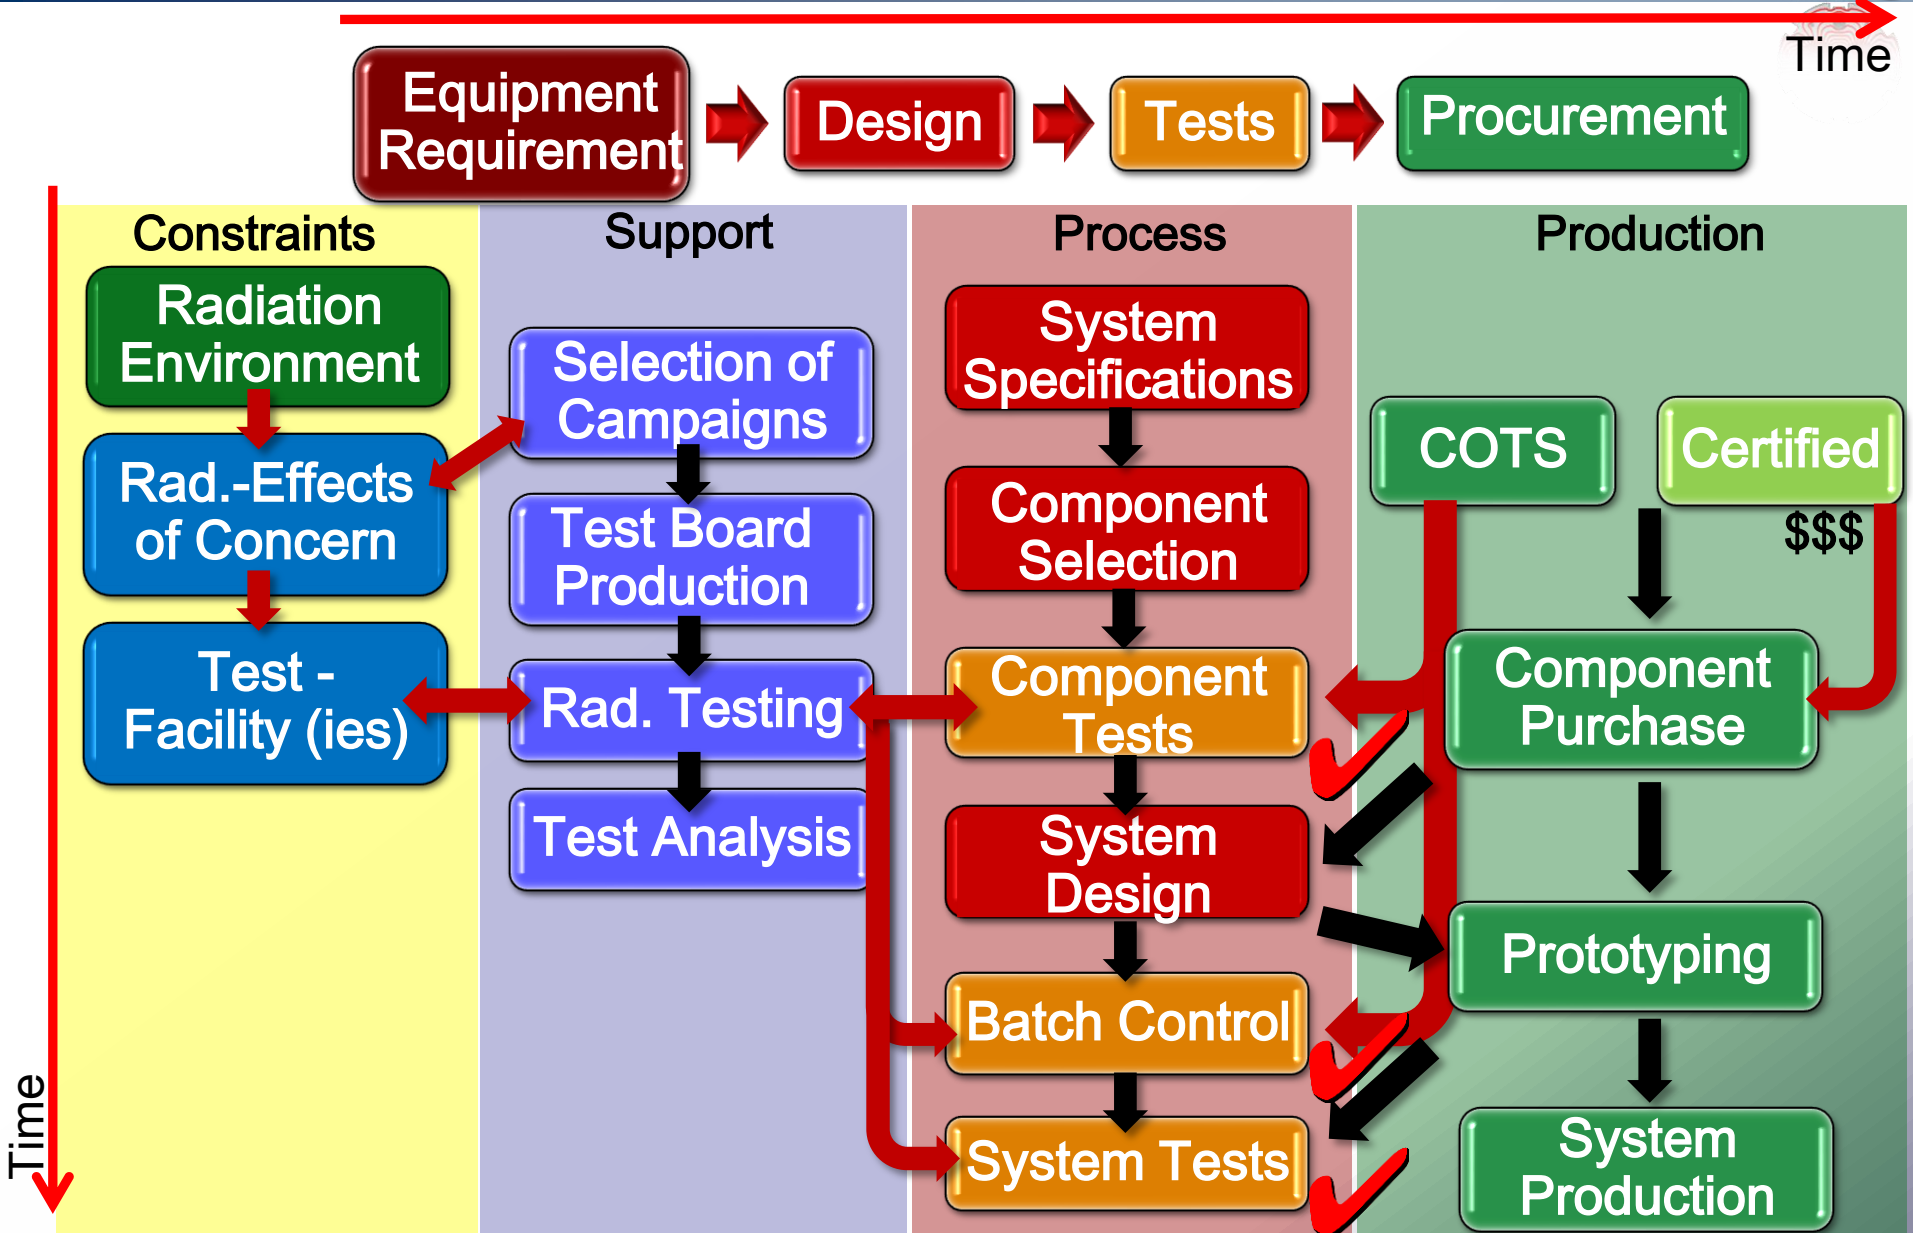 Time
Equipment
Requirement
Design
Tests
Procurement
Constraints
Radiation
Environment
Rad.-Effects
of Concern
Test -
Facility (ies)
Support
Selection of
Campaigns
Test Board
Production
Rad. Testing
Test Analysis
Process
System
Specifications
Component
Selection
Component
Tests
System
Design
Batch Control
System Tests
Production
COTS
Certified
$$$
Component
Purchase
Prototyping
System
Production
Time